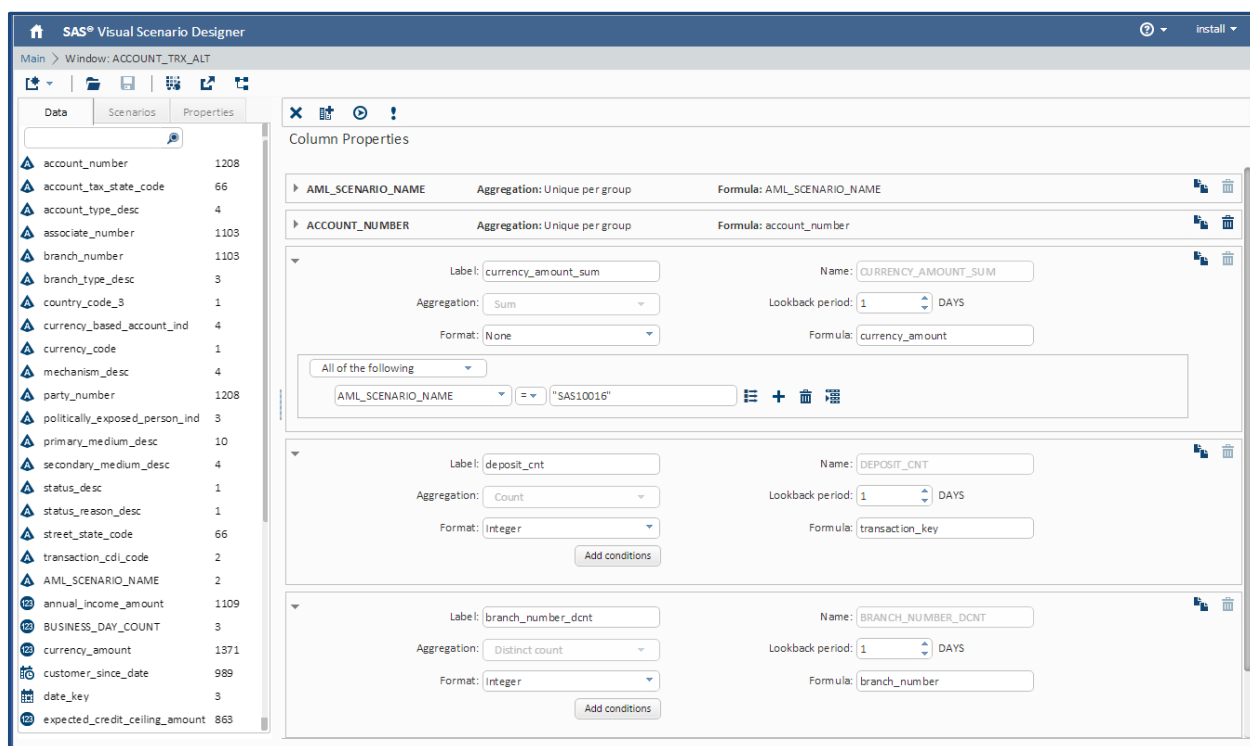 SAS® Visual Scenario Designer
install
Main > Window: ACCOUNT_TRX_ALT
Data Scenarios Properties
account_number 1208
account_tax_state_code 66
account_type_desc 4
associate_number 1103
branch_number 1103
branch_type_desc 3
country_code_3 1
currency_based_account_ind 4
currency_code 1
mechanism_desc 4
party_number 1208
politically_exposed_person_ind 3
primary_medium_desc 10
secondary_medium_desc 4
status_desc 1
status_reason_desc 1
street_state_code 66
transaction_cdi_code 2
AML_SCENARIO_NAME 2
annual_income_amount 1109
BUSINESS_DAY_COUNT 3
currency_amount 1371
customer_since_date 989
date_key 3
expected_credit_ceiling_amount 863
Column Properties
AML_SCENARIO_NAME Aggregation: Unique per group Formula: AML_SCENARIO_NAME
ACCOUNT_NUMBER Aggregation: Unique per group Formula: account_number
Label: currency_amount_sum Name: CURRENCY_AMOUNT_SUM
Aggregation: Sum Lookback period: 1 DAYS
Format: None Formula: currency_amount
All of the following
AML_SCENARIO_NAME = "SAS10016"
Label: deposit_cnt Name: DEPOSIT_CNT
Aggregation: Count Lookback period: 1 DAYS
Format: Integer Formula: transaction_key
Add conditions
Label: branch_number_dcnt Name: BRANCH_NUMBER_DCNT
Aggregation: Distinct count Lookback period: 1 DAYS
Format: Integer Formula: branch_number
Add conditions